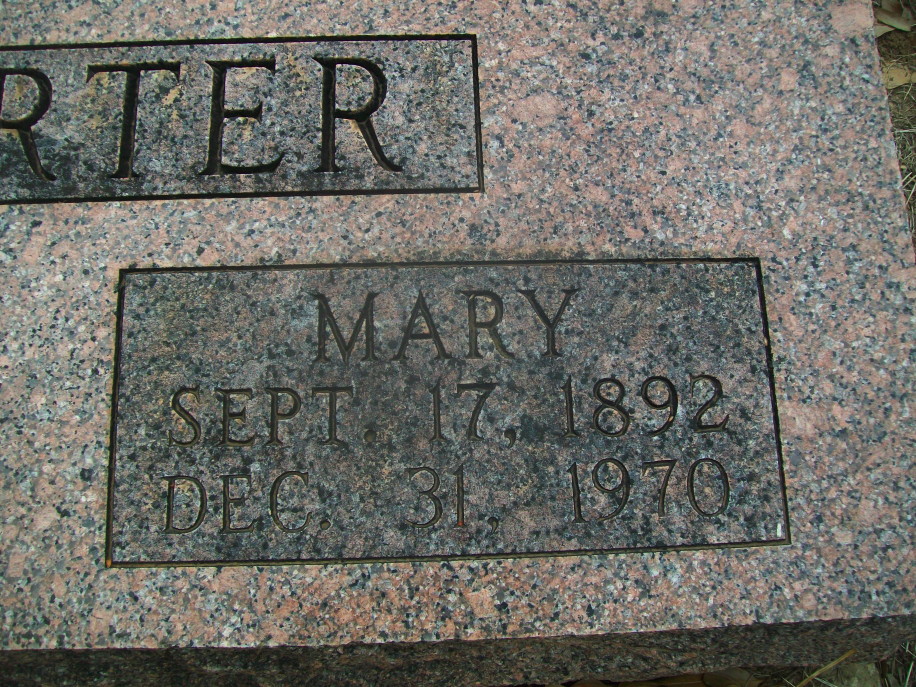 RTER
MARY
SEPT. 17, 1892
DEC. 31, 1970